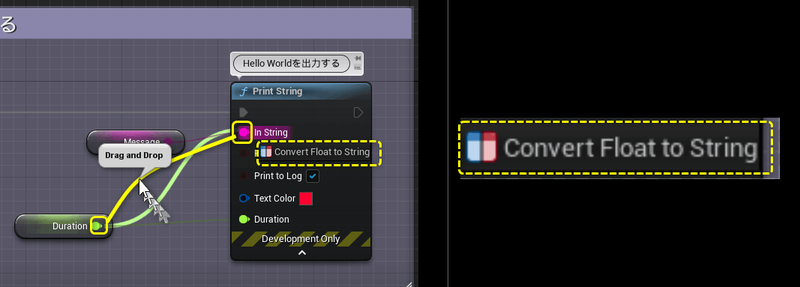 る
Hello Worldを出力する
Print String
In String
Message
Drag and Drop
Convert Float to String
Print to Log
Text Color
Duration
Duration
Development Only
Convert Float to String